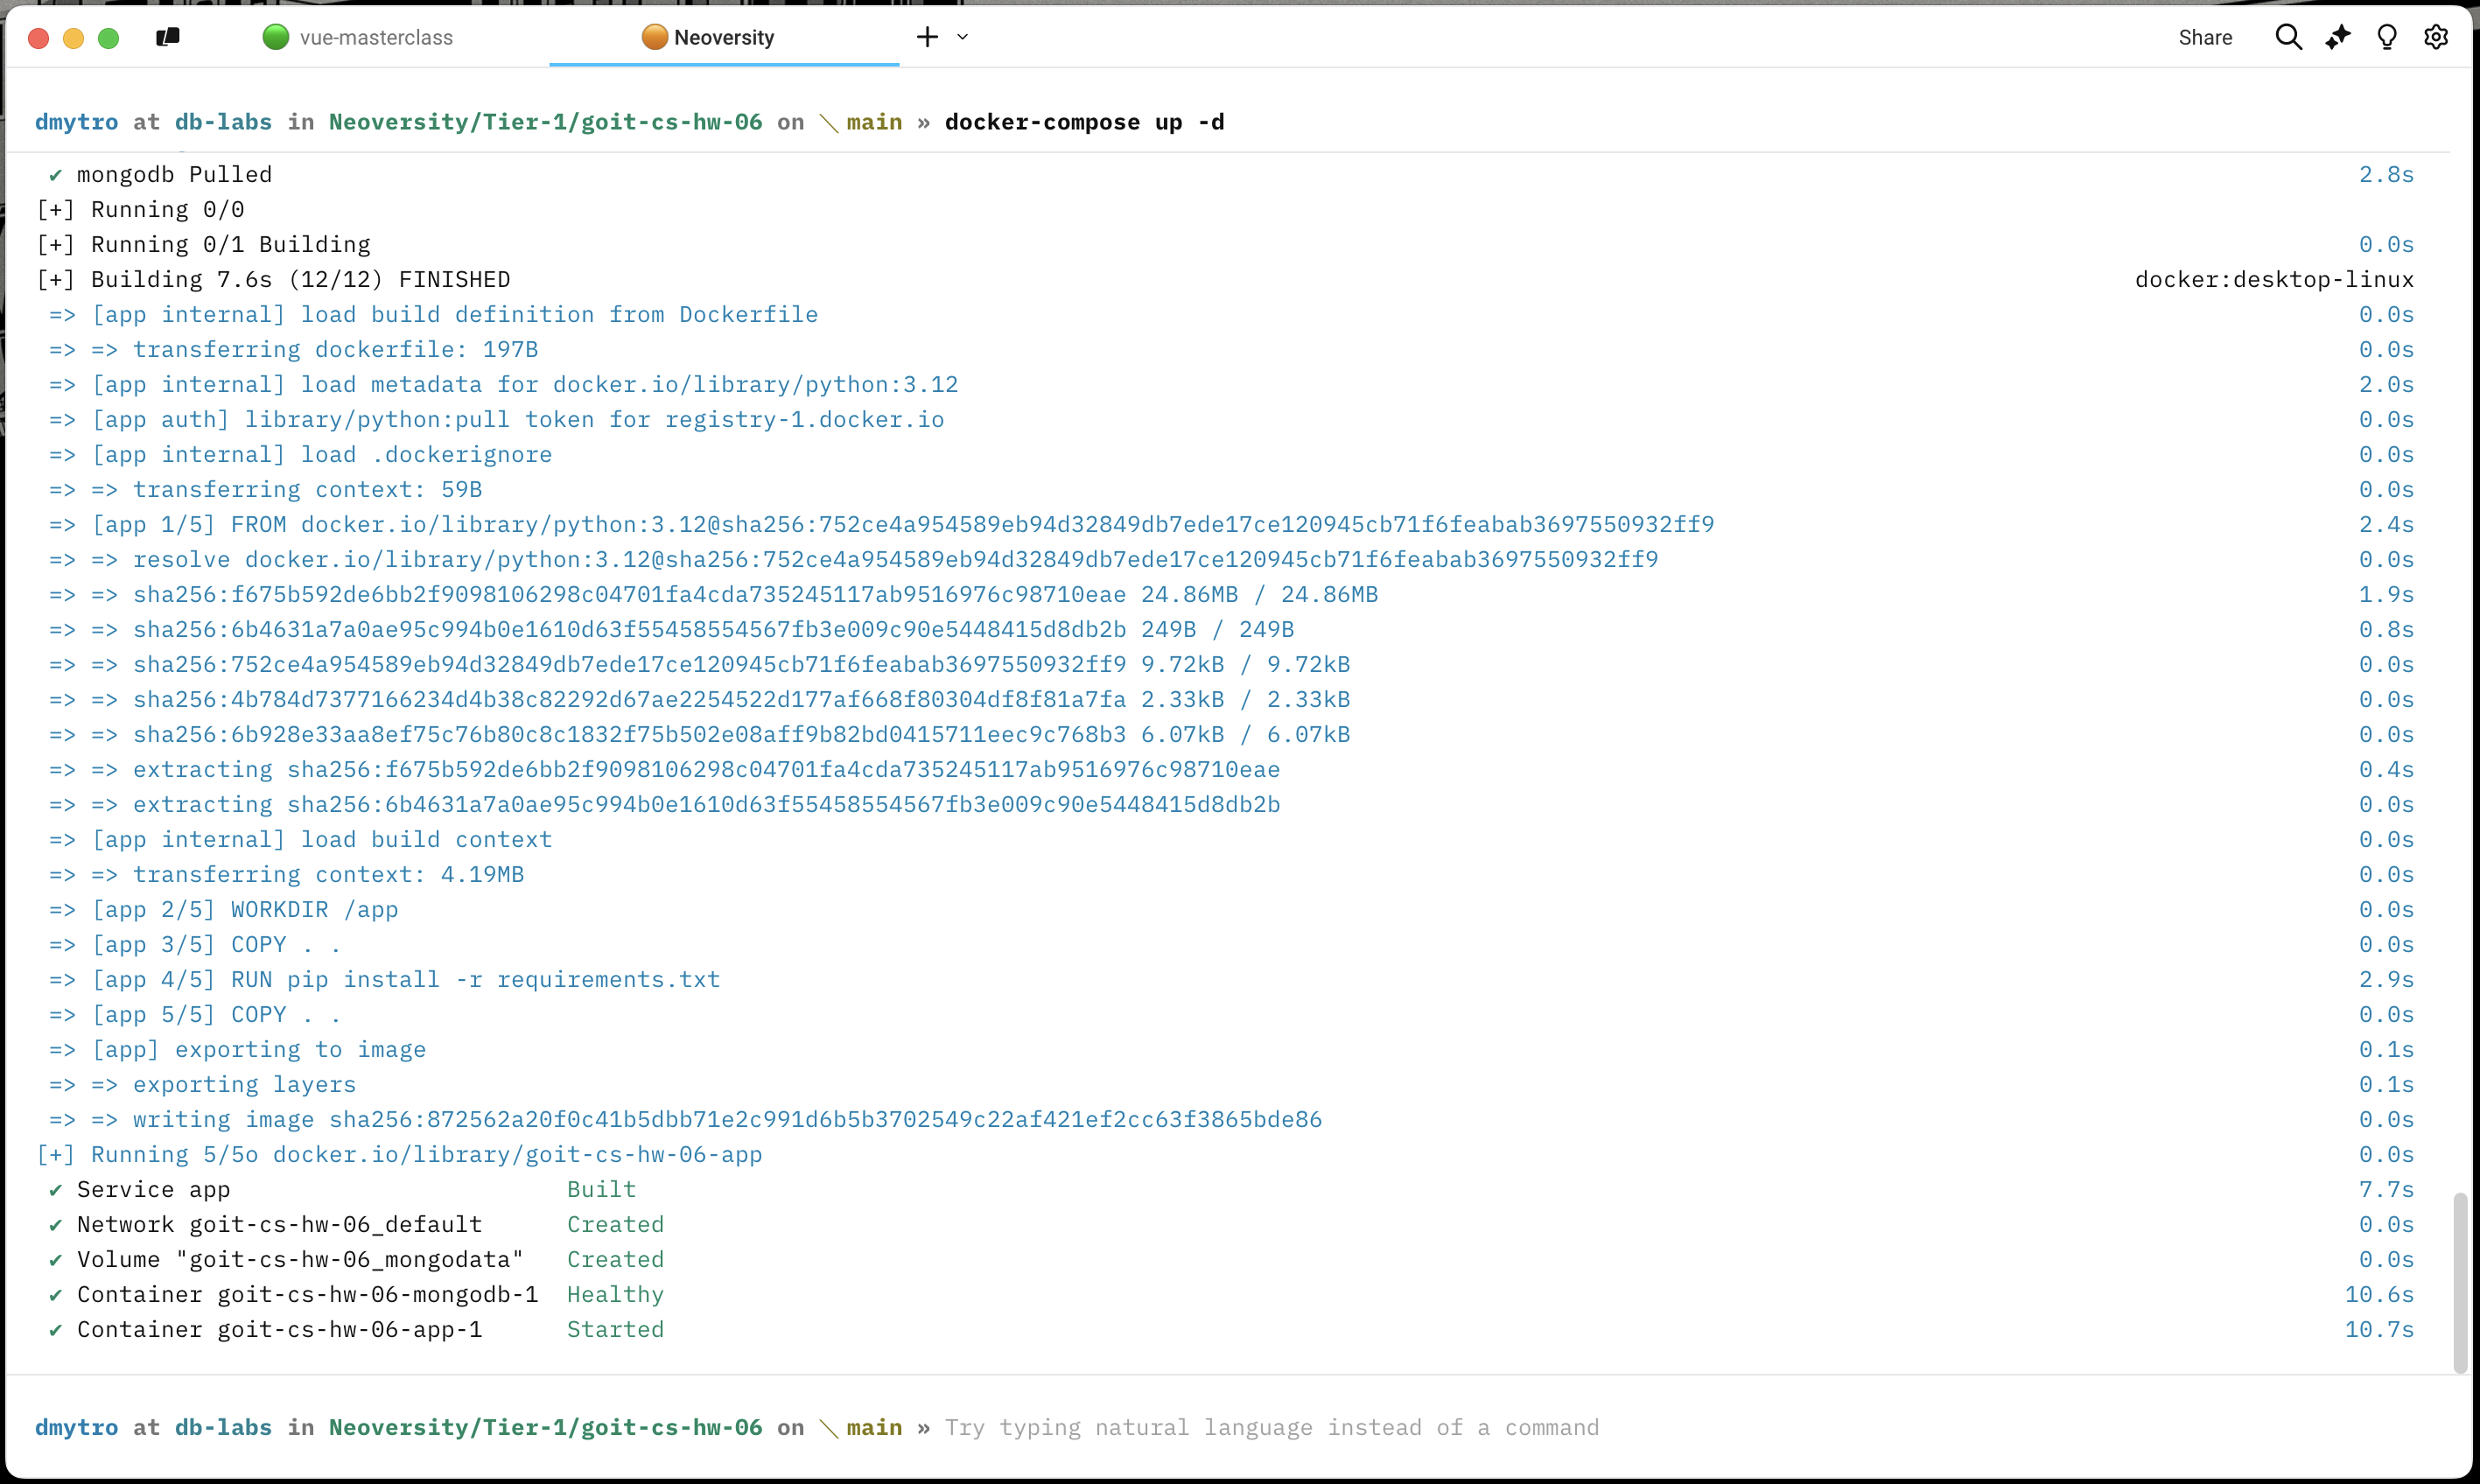 vue-masterclass
Neoversity
Share
dmytro at db-labs in Neoversity/Tier-1/goit-cs-hw-06 on \ main » docker-compose up -d
✔ mongodb Pulled 2.8s
[+] Running 0/0
[+] Running 0/1 Building 0.0s
[+] Building 7.6s (12/12) FINISHED docker:desktop-linux
=> [app internal] load build definition from Dockerfile 0.0s
=> => transferring dockerfile: 197B 0.0s
=> [app internal] load metadata for docker.io/library/python:3.12 2.0s
=> [app auth] library/python:pull token for registry-1.docker.io 0.0s
=> [app internal] load .dockerignore 0.0s
=> => transferring context: 59B 0.0s
=> [app 1/5] FROM docker.io/library/python:3.12@sha256:752ce4a954589eb94d32849db7ede17ce120945cb71f6feabab3697550932ff9 2.4s
=> => resolve docker.io/library/python:3.12@sha256:752ce4a954589eb94d32849db7ede17ce120945cb71f6feabab3697550932ff9 0.0s
=> => sha256:f675b592de6bb2f9098106298c04701fa4cda735245117ab9516976c98710eae 24.86MB / 24.86MB 1.9s
=> => sha256:6b4631a7a0ae95c994b0e1610d63f55458554567fb3e009c90e5448415d8db2b 249B / 249B 0.8s
=> => sha256:752ce4a954589eb94d32849db7ede17ce120945cb71f6feabab3697550932ff9 9.72kB / 9.72kB 0.0s
=> => sha256:4b784d7377166234d4b38c82292d67ae2254522d177af668f80304df8f81a7fa 2.33kB / 2.33kB 0.0s
=> => sha256:6b928e33aa8ef75c76b80c8c1832f75b502e08aff9b82bd0415711eec9c768b3 6.07kB / 6.07kB 0.0s
=> => extracting sha256:f675b592de6bb2f9098106298c04701fa4cda735245117ab9516976c98710eae 0.4s
=> => extracting sha256:6b4631a7a0ae95c994b0e1610d63f55458554567fb3e009c90e5448415d8db2b 0.0s
=> [app internal] load build context 0.0s
=> => transferring context: 4.19MB 0.0s
=> [app 2/5] WORKDIR /app 0.0s
=> [app 3/5] COPY . . 0.0s
=> [app 4/5] RUN pip install -r requirements.txt 2.9s
=> [app 5/5] COPY . . 0.0s
=> [app] exporting to image 0.1s
=> => exporting layers 0.1s
=> => writing image sha256:872562a20f0c41b5dbb71e2c991d6b5b3702549c22af421ef2cc63f3865bde86 0.0s
[+] Running 5/5o docker.io/library/goit-cs-hw-06-app 0.0s
✔ Service app Built 7.7s
✔ Network goit-cs-hw-06_default Created 0.0s
✔ Volume "goit-cs-hw-06_mongodata" Created 0.0s
✔ Container goit-cs-hw-06-mongodb-1 Healthy 10.6s
✔ Container goit-cs-hw-06-app-1 Started 10.7s
dmytro at db-labs in Neoversity/Tier-1/goit-cs-hw-06 on \ main » Try typing natural language instead of a command